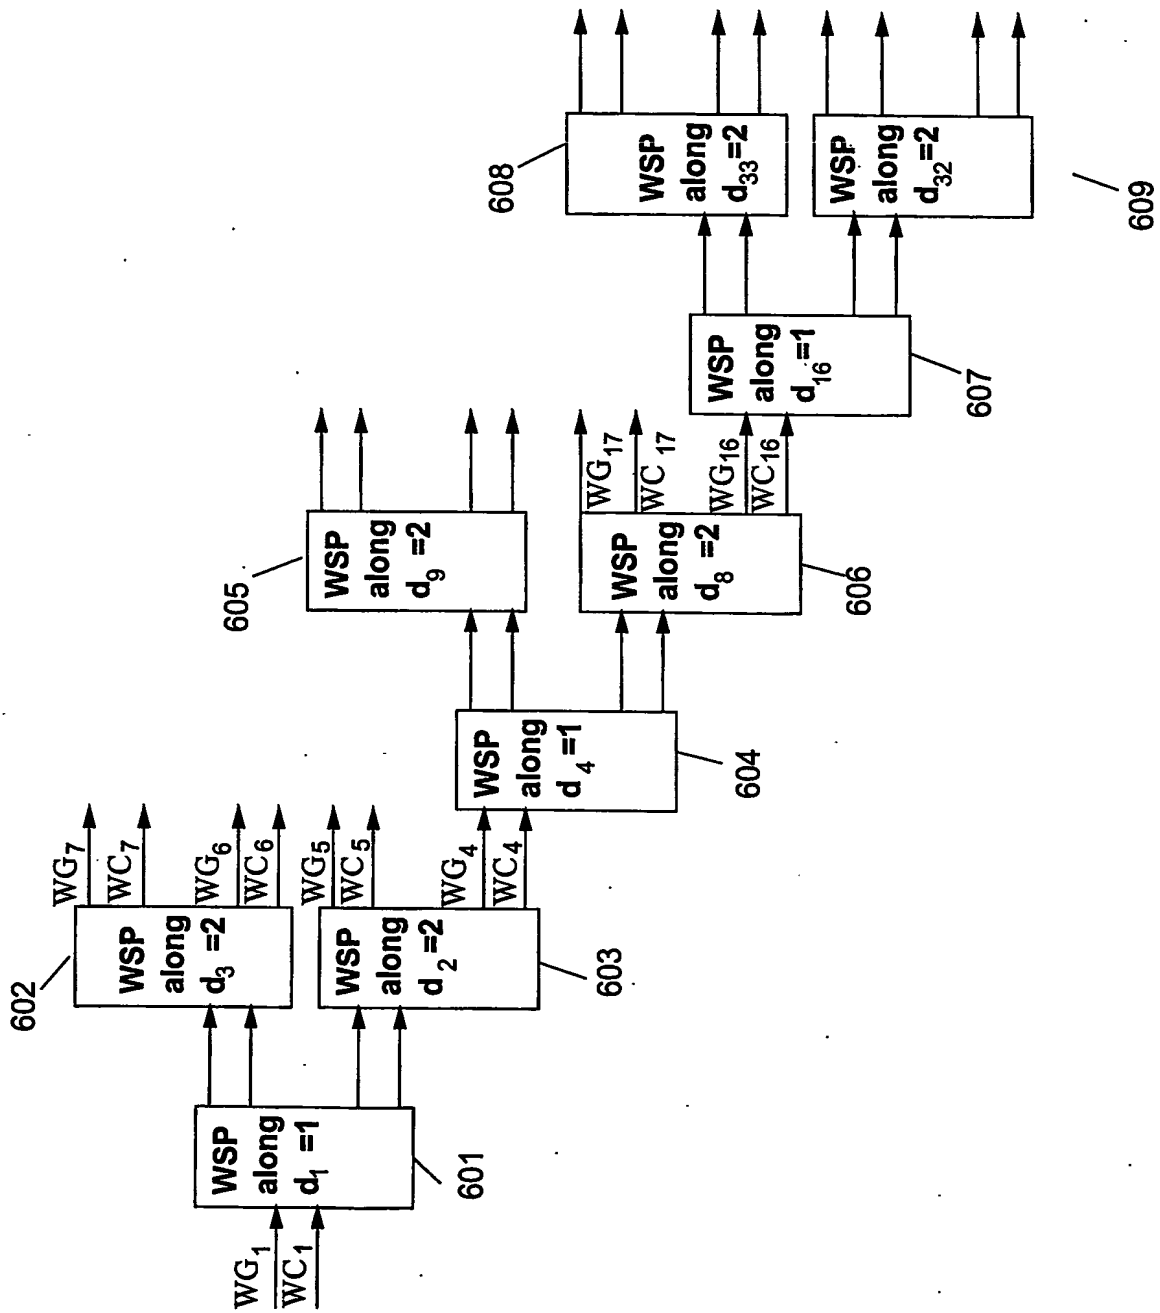 WG1
WC1
WSP
along
d1 =1
601
WSP
along
d3 =2
602
WG7
WC7
WG6
WC6
WSP
along
d2 =2
603
WG5
WC5
WG4
WC4
WSP
along
d4 =1
604
WSP
along
d9 =2
605
WSP
along
d8 =2
606
WG17
WC 17
WG16
WC16
WSP
along
d16 =1
607
WSP
along
d33 =2
608
WSP
along
d32 =2
609